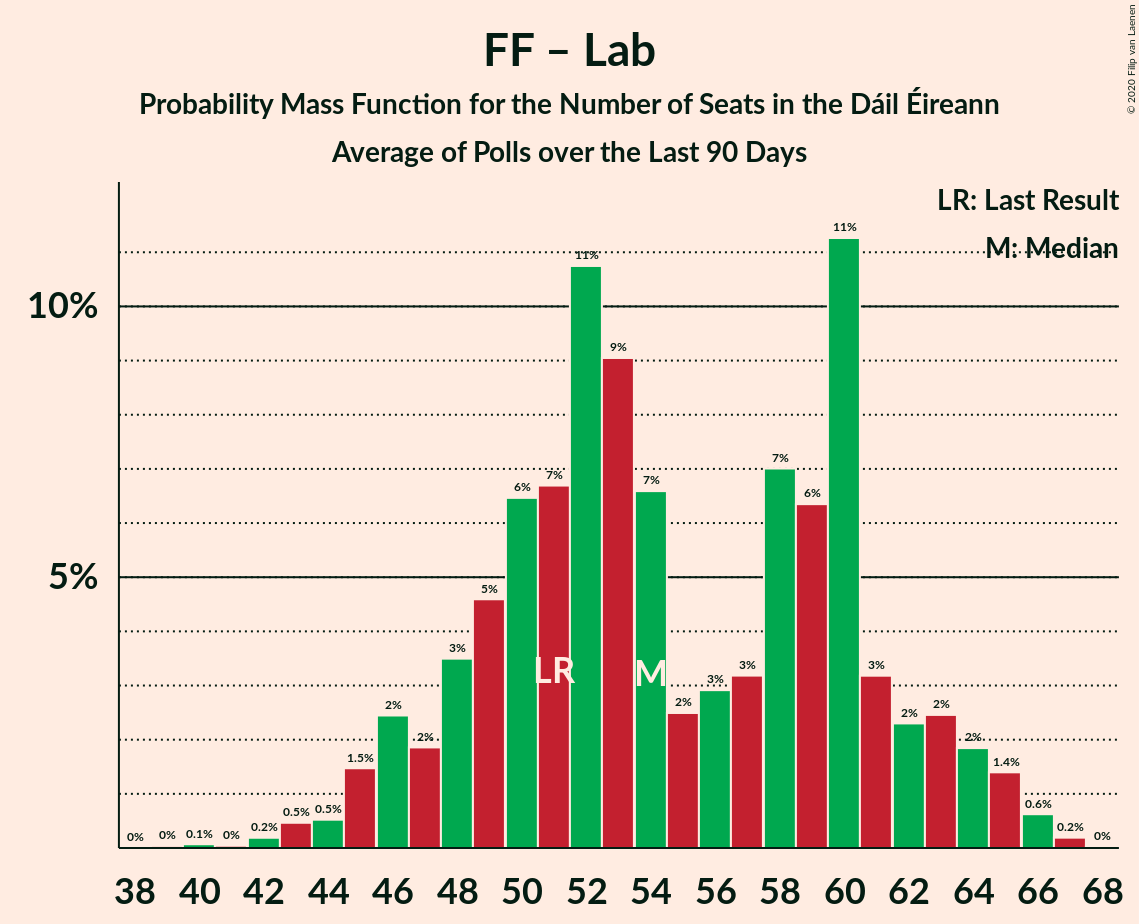 FF – Lab
Probability Mass Function for the Number of Seats in the Dáil Éireann
Average of Polls over the Last 90 Days
© 2020 Filip van Laenen
LR: Last Result
M: Median
10%
5%
0% 0% 0.1% 0% 0.2% 0.5% 0.5% 1.5% 2% 2% 3% 5% 6% 7% 11% 9% 7% 2% 3% 3% 7% 6% 11% 3% 2% 2% 2% 1.4% 0.6% 0.2% 0%
LR M
38 40 42 44 46 48 50 52 54 56 58 60 62 64 66 68